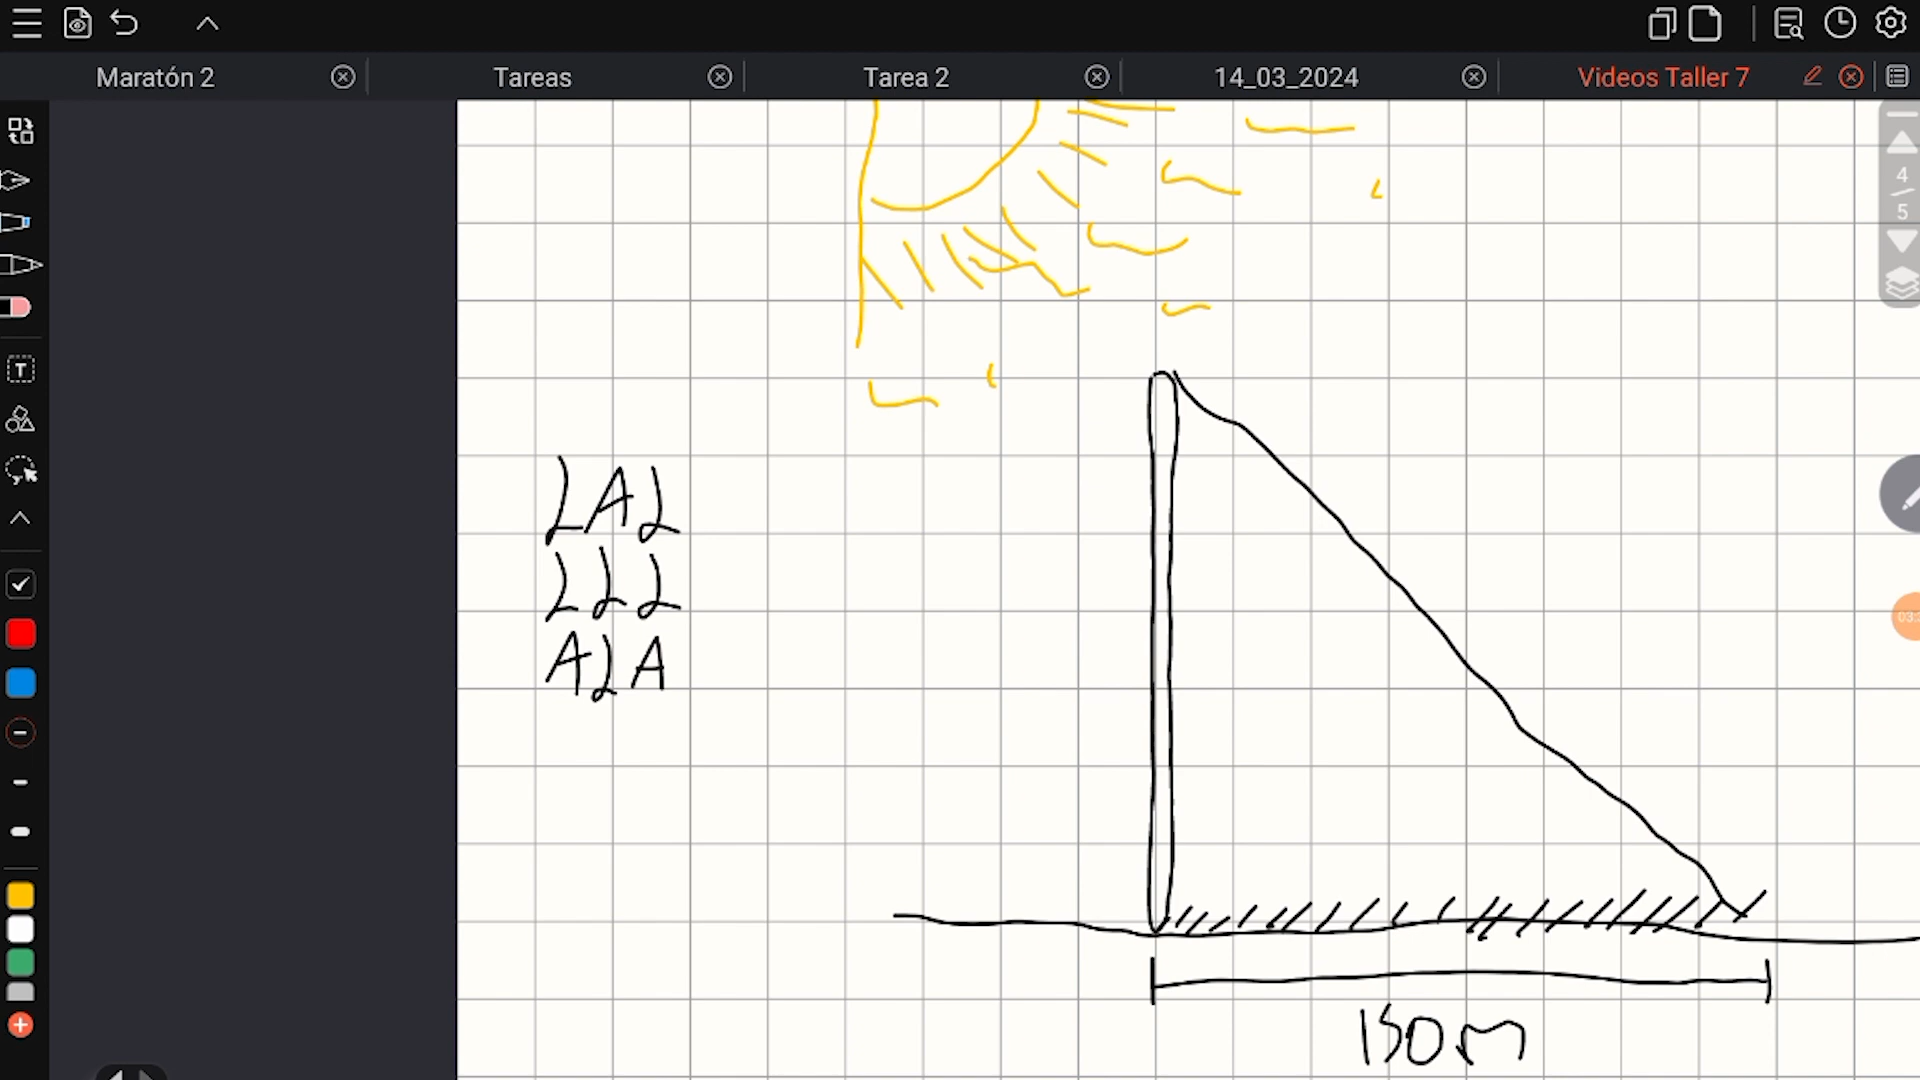 Maratón 2
Tareas
Tarea 2
14_03_2024
Videos Taller 7
4
5
LAL
LLL
ALA
150m